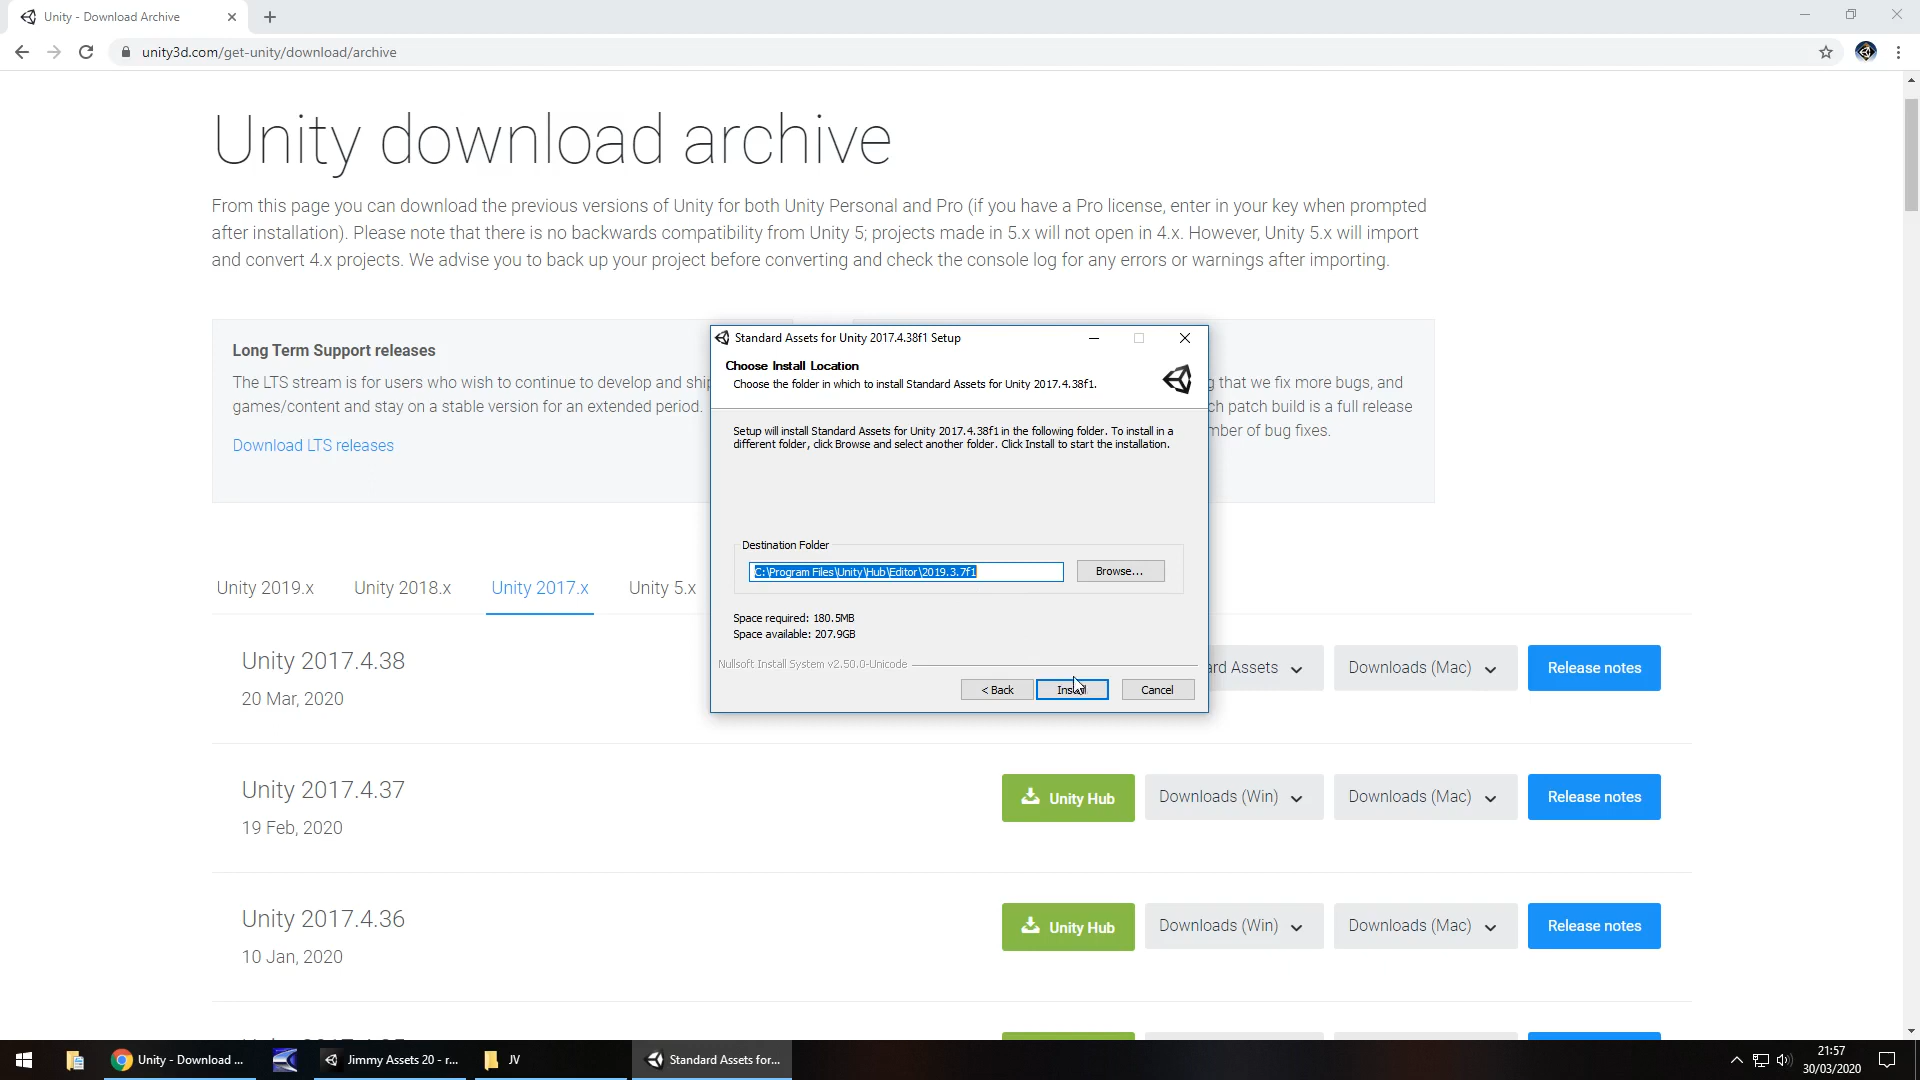 Unity - Download Archive
unity3d.com/get-unity/download/archive
Unity download archive
From this page you can download the previous versions of Unity for both Unity Personal and Pro (if you have a Pro license, enter in your key when prompted
after installation). Please note that there is no backwards compatibility from Unity 5; projects made in 5.x will not open in 4.x. However, Unity 5.x will import
and convert 4.x projects. We advise you to back up your project before converting and check the console log for any errors or warnings after importing.
Long Term Support releases
The LTS stream is for users who wish to continue to develop and ship
games/content and stay on a stable version for an extended period.
Download LTS releases
that we fix more bugs, and
patch build is a full release
of bug fixes.
Standard Assets for Unity 2017.4.38f1 Setup
Choose Install Location
Choose the folder in which to install Standard Assets for Unity 2017.4.38f1.
Setup will install Standard Assets for Unity 2017.4.38f1 in the following folder. To install in a
different folder, click Browse and select another folder. Click Install to start the installation.
Destination Folder
C:\Program Files\Unity\Hub\Editor\2019.3.7f1
Browse...
Space required: 180.5MB
Space available: 207.9GB
Nullsoft Install System v2.50.0-Unicode
< Back Install Cancel
Unity 2019.x Unity 2018.x Unity 2017.x Unity 5.x
Unity 2017.4.38
20 Mar, 2020
Assets Downloads (Mac) Release notes
Unity 2017.4.37
19 Feb, 2020
Unity Hub Downloads (Win) Downloads (Mac) Release notes
Unity 2017.4.36
10 Jan, 2020
Unity Hub Downloads (Win) Downloads (Mac) Release notes
Unity - Download ... Jimmy Assets 20 - r... JV Standard Assets for...
21:57
30/03/2020